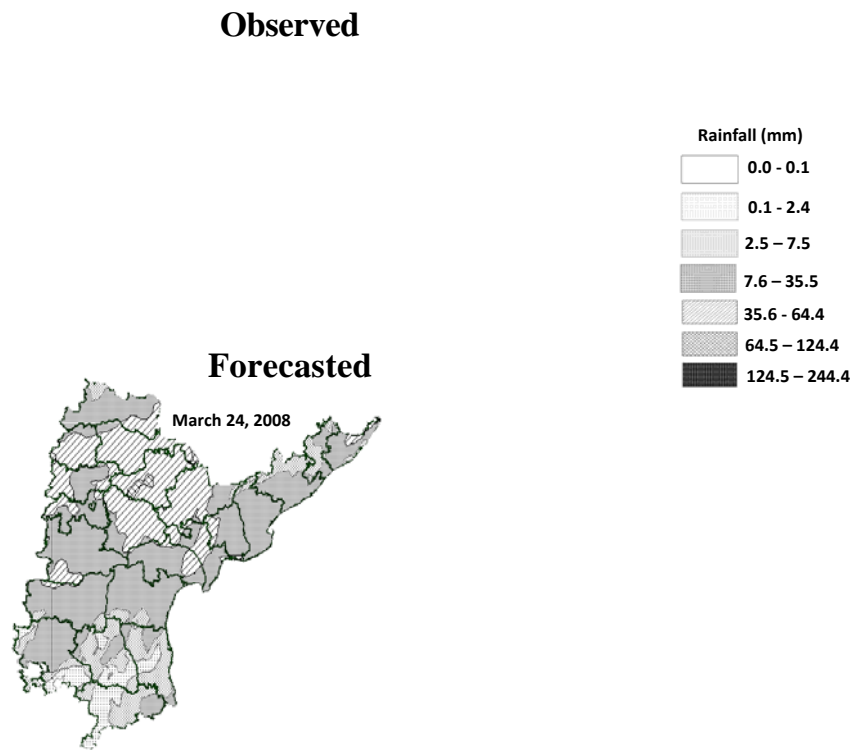 Observed
Rainfall (mm)
0.0 - 0.1
0.1 - 2.4
2.5 – 7.5
7.6 – 35.5
35.6 - 64.4
64.5 – 124.4
124.5 – 244.4
Forecasted
March 24, 2008